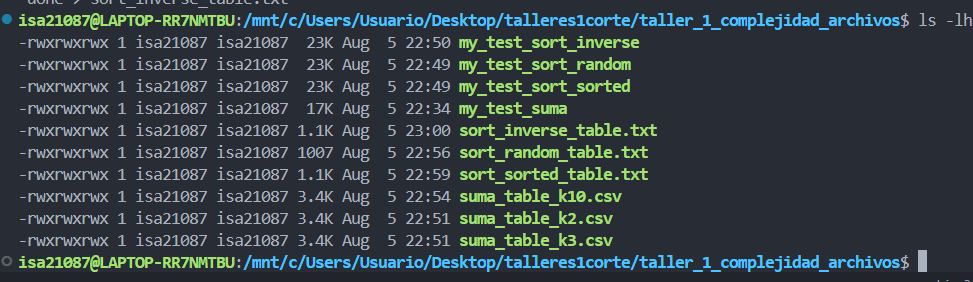 done > sort_inverse_table.txt
isa21087@LAPTOP-RR7NMTBU:/mnt/c/Users/Usuario/Desktop/talleres1corte/taller_1_complejidad_archivos$ ls -lh
-rwxrwxrwx 1 isa21087 isa21087  23K Aug  5 22:50 my_test_sort_inverse
-rwxrwxrwx 1 isa21087 isa21087  23K Aug  5 22:49 my_test_sort_random
-rwxrwxrwx 1 isa21087 isa21087  23K Aug  5 22:49 my_test_sort_sorted
-rwxrwxrwx 1 isa21087 isa21087  17K Aug  5 22:34 my_test_suma
-rwxrwxrwx 1 isa21087 isa21087 1.1K Aug  5 23:00 sort_inverse_table.txt
-rwxrwxrwx 1 isa21087 isa21087 1007 Aug  5 22:56 sort_random_table.txt
-rwxrwxrwx 1 isa21087 isa21087 1.1K Aug  5 22:59 sort_sorted_table.txt
-rwxrwxrwx 1 isa21087 isa21087 3.4K Aug  5 22:54 suma_table_k10.csv
-rwxrwxrwx 1 isa21087 isa21087 3.4K Aug  5 22:51 suma_table_k2.csv
-rwxrwxrwx 1 isa21087 isa21087 3.4K Aug  5 22:51 suma_table_k3.csv
isa21087@LAPTOP-RR7NMTBU:/mnt/c/Users/Usuario/Desktop/talleres1corte/taller_1_complejidad_archivos$